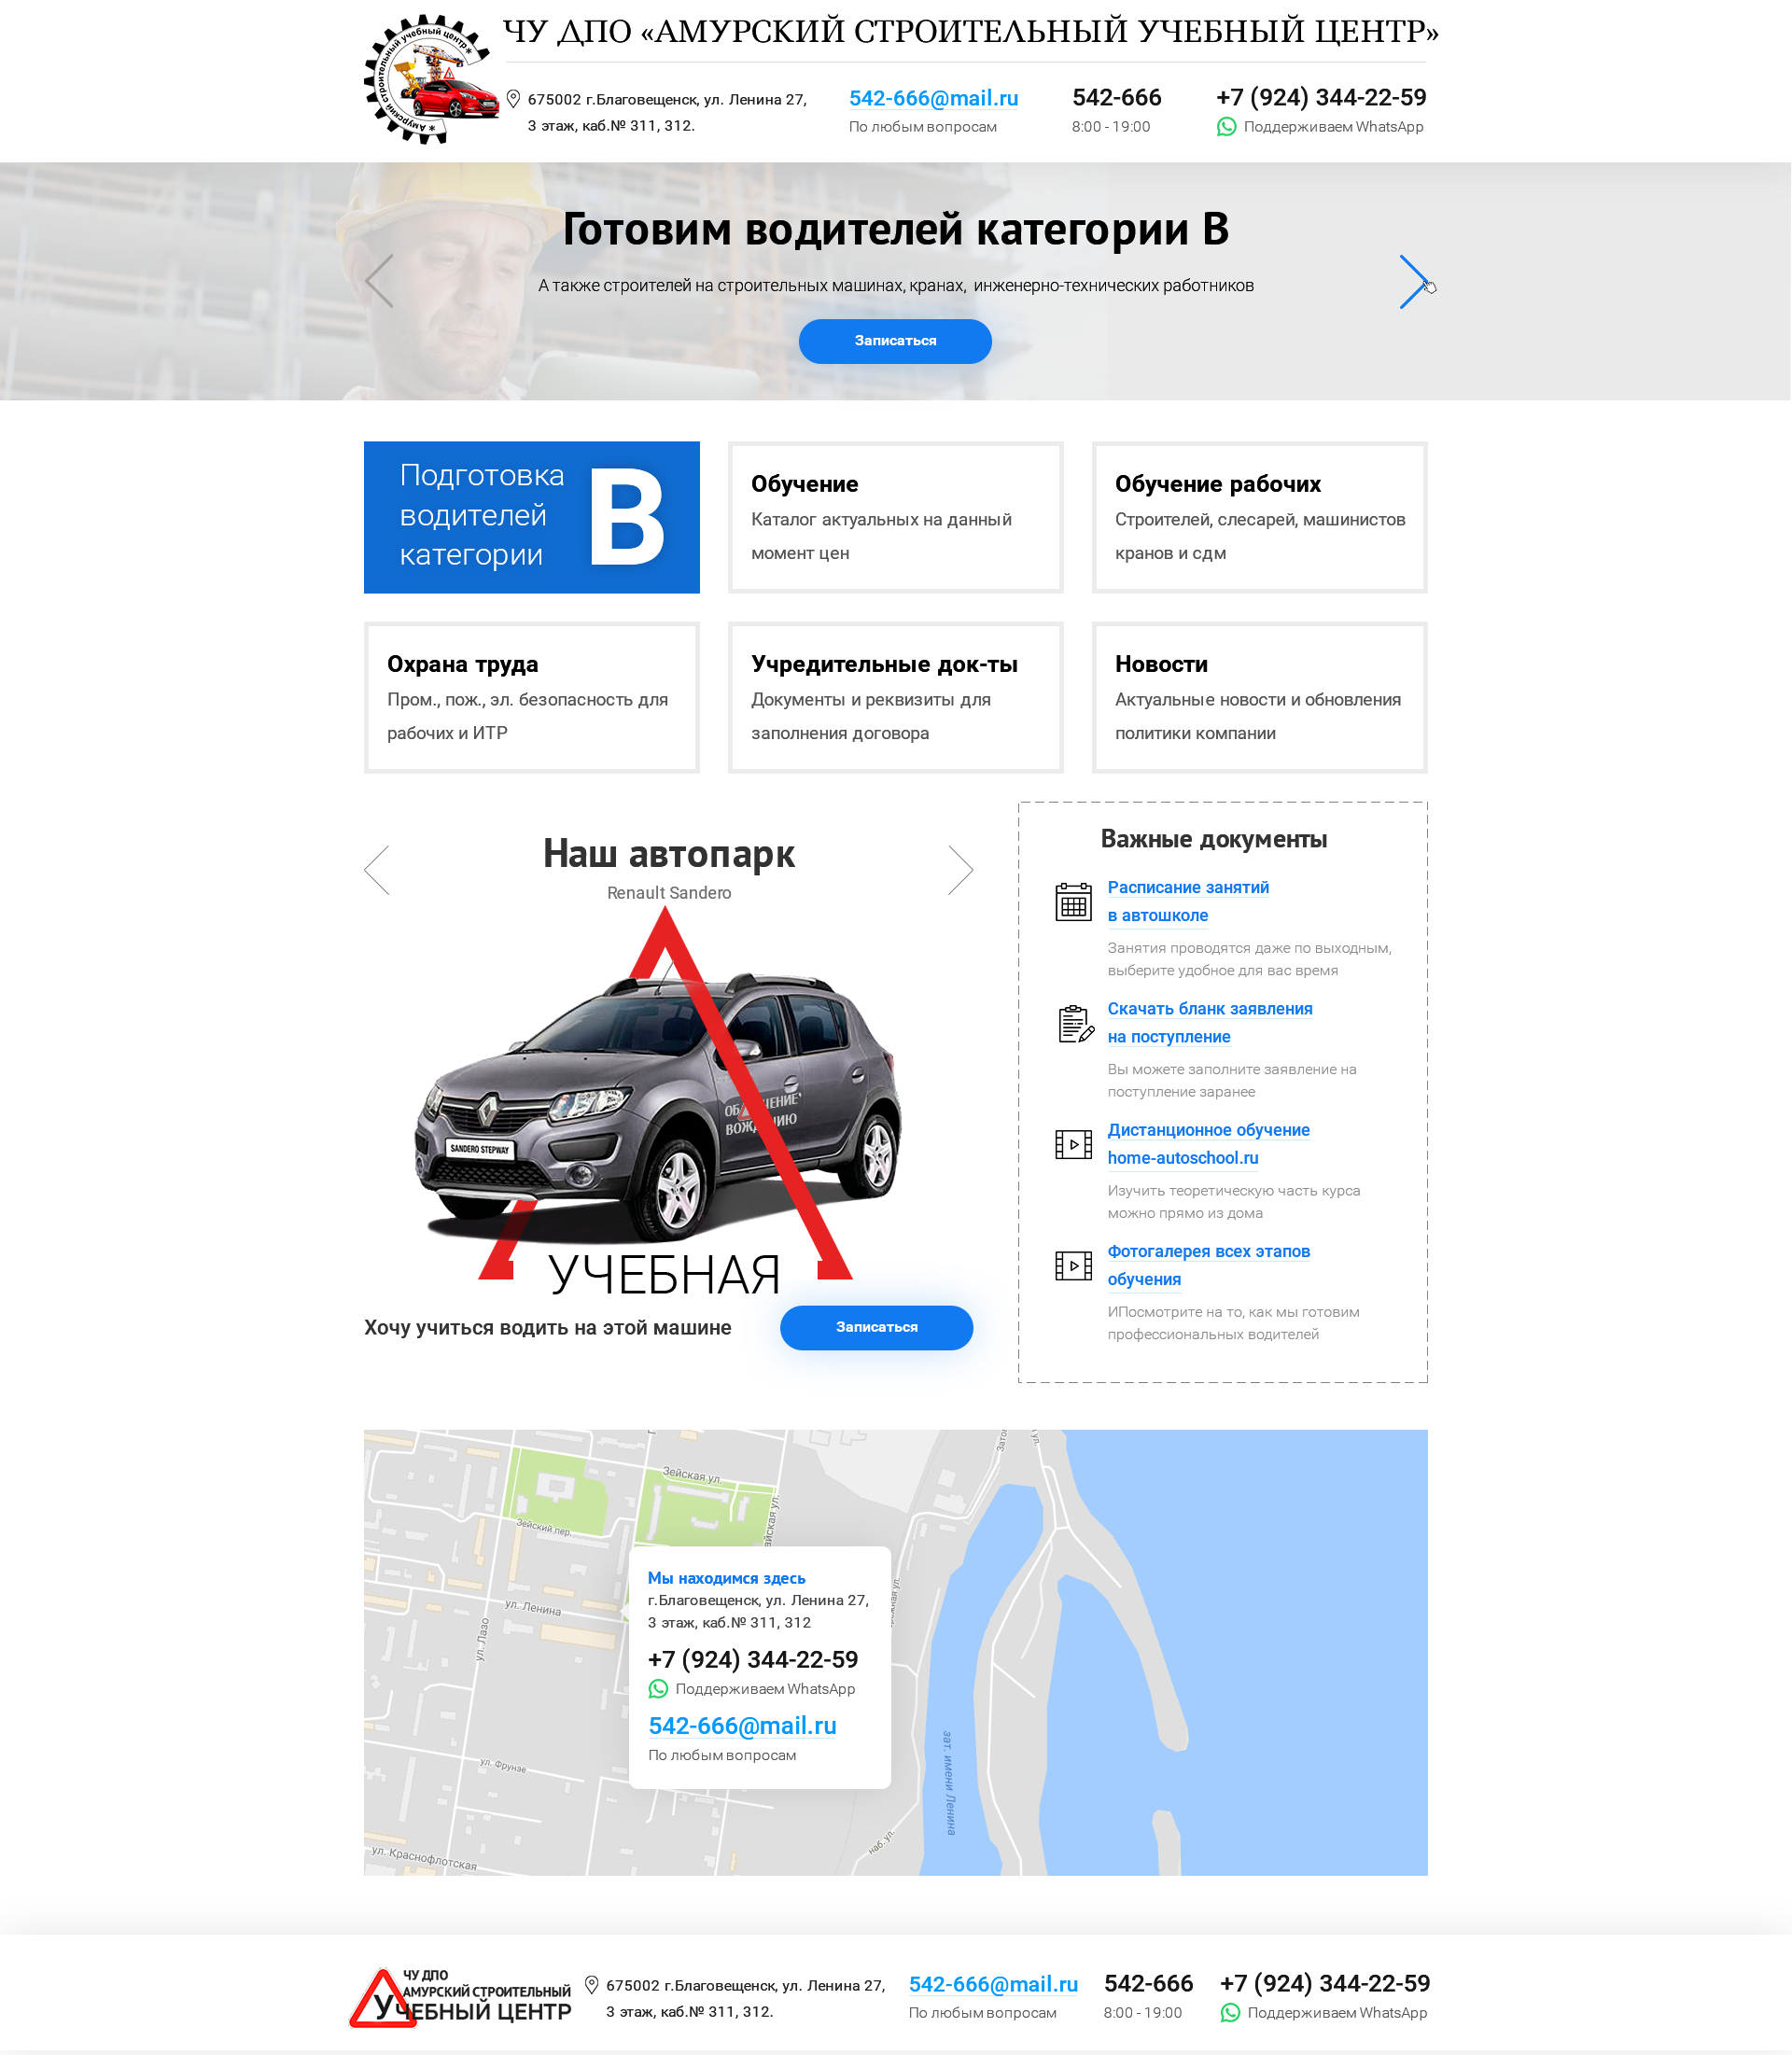 ЧУ ДПО «АМУРСКИЙ СТРОИТЕЛЬНЫЙ УЧЕБНЫЙ ЦЕНТР»
Амурский строительный учебный центр
675002 г.Благовещенск, ул. Ленина 27,
3 этаж, каб.№ 311, 312.
542-666@mail.ru
По любым вопросам
542-666
8:00 - 19:00
+7 (924) 344-22-59
Поддерживаем WhatsApp
Готовим водителей категории В
А также строителей на строительных машинах, кранах, инженерно-технических работников
Записаться
Подготовка
водителей
категории
В
Обучение
Каталог актуальных на данный
момент цен
Обучение рабочих
Строителей, слесарей, машинистов
кранов и сдм
Охрана труда
Пром., пож., эл. безопасность для
рабочих и ИТР
Учредительные док-ты
Документы и реквизиты для
заполнения договора
Новости
Актуальные новости и обновления
политики компании
Наш автопарк
Renault Sandero
SANDERO STEPWAY
ВОЖДЕНИЮ
УЧЕБНАЯ
Хочу учиться водить на этой машине
Записаться
Важные документы
Расписание занятий
в автошколе
Занятия проводятся даже по выходным,
выберите удобное для вас время
Скачать бланк заявления
на поступление
Вы можете заполните заявление на
поступление заранее
Дистанционное обучение
home-autoschool.ru
Изучить теоретическую часть курса
можно прямо из дома
Фотогалерея всех этапов
обучения
ИПосмотрите на то, как мы готовим
профессиональных водителей
Зейская ул.
Зейский пер.
ул. Ленина
ул. Лазо
ул. Фрунзе
ул. Краснофлотская
наб. ул.
зат. имени Ленина
Мы находимся здесь
г.Благовещенск, ул. Ленина 27,
3 этаж, каб.№ 311, 312
+7 (924) 344-22-59
Поддерживаем WhatsApp
542-666@mail.ru
По любым вопросам
ЧУ ДПО
АМУРСКИЙ СТРОИТЕЛЬНЫЙ
УЧЕБНЫЙ ЦЕНТР
675002 г.Благовещенск, ул. Ленина 27,
3 этаж, каб.№ 311, 312.
542-666@mail.ru
По любым вопросам
542-666
8:00 - 19:00
+7 (924) 344-22-59
Поддерживаем WhatsApp